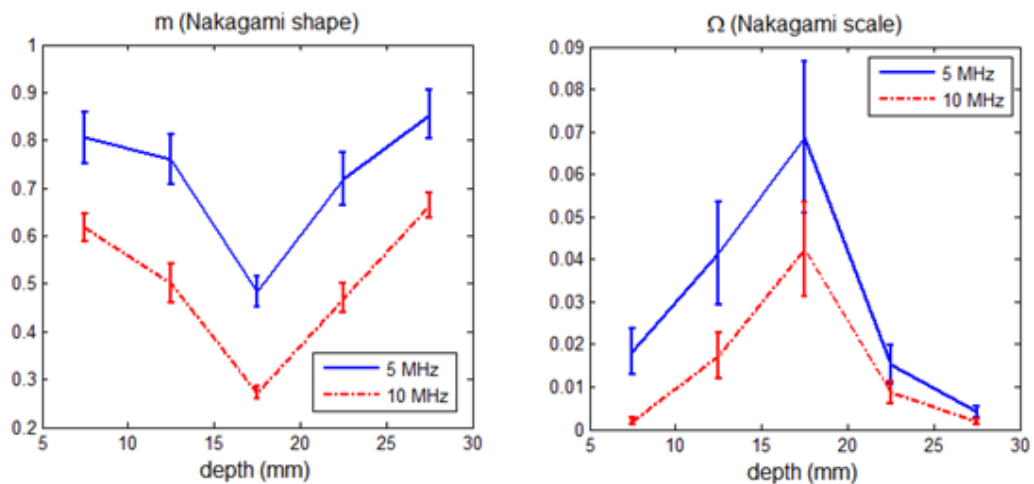 m (Nakagami shape)
1
0.9
0.8
0.7
0.6
0.5
0.4
0.3
0.2
5 MHz
10 MHz
5 10 15 20 25 30
depth (mm)
Ω (Nakagami scale)
0.09
0.08
0.07
0.06
0.05
0.04
0.03
0.02
0.01
0
5 MHz
10 MHz
5 10 15 20 25 30
depth (mm)